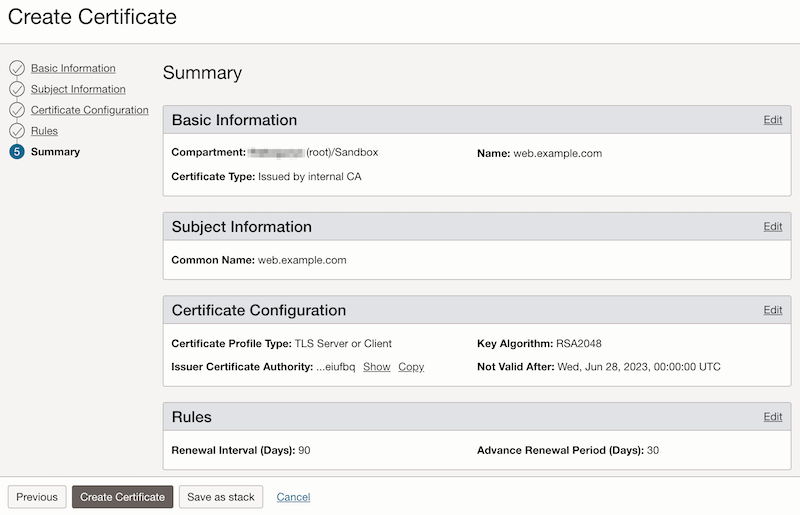 Create Certificate
Basic Information
Subject Information
Certificate Configuration
Rules
5 Summary
Summary
Basic Information Edit
Compartment: (root)/Sandbox Name: web.example.com
Certificate Type: Issued by internal CA
Subject Information Edit
Common Name: web.example.com
Certificate Configuration Edit
Certificate Profile Type: TLS Server or Client Key Algorithm: RSA2048
Issuer Certificate Authority: ...eiufbq Show Copy Not Valid After: Wed, Jun 28, 2023, 00:00:00 UTC
Rules Edit
Renewal Interval (Days): 90 Advance Renewal Period (Days): 30
Previous Create Certificate Save as stack Cancel